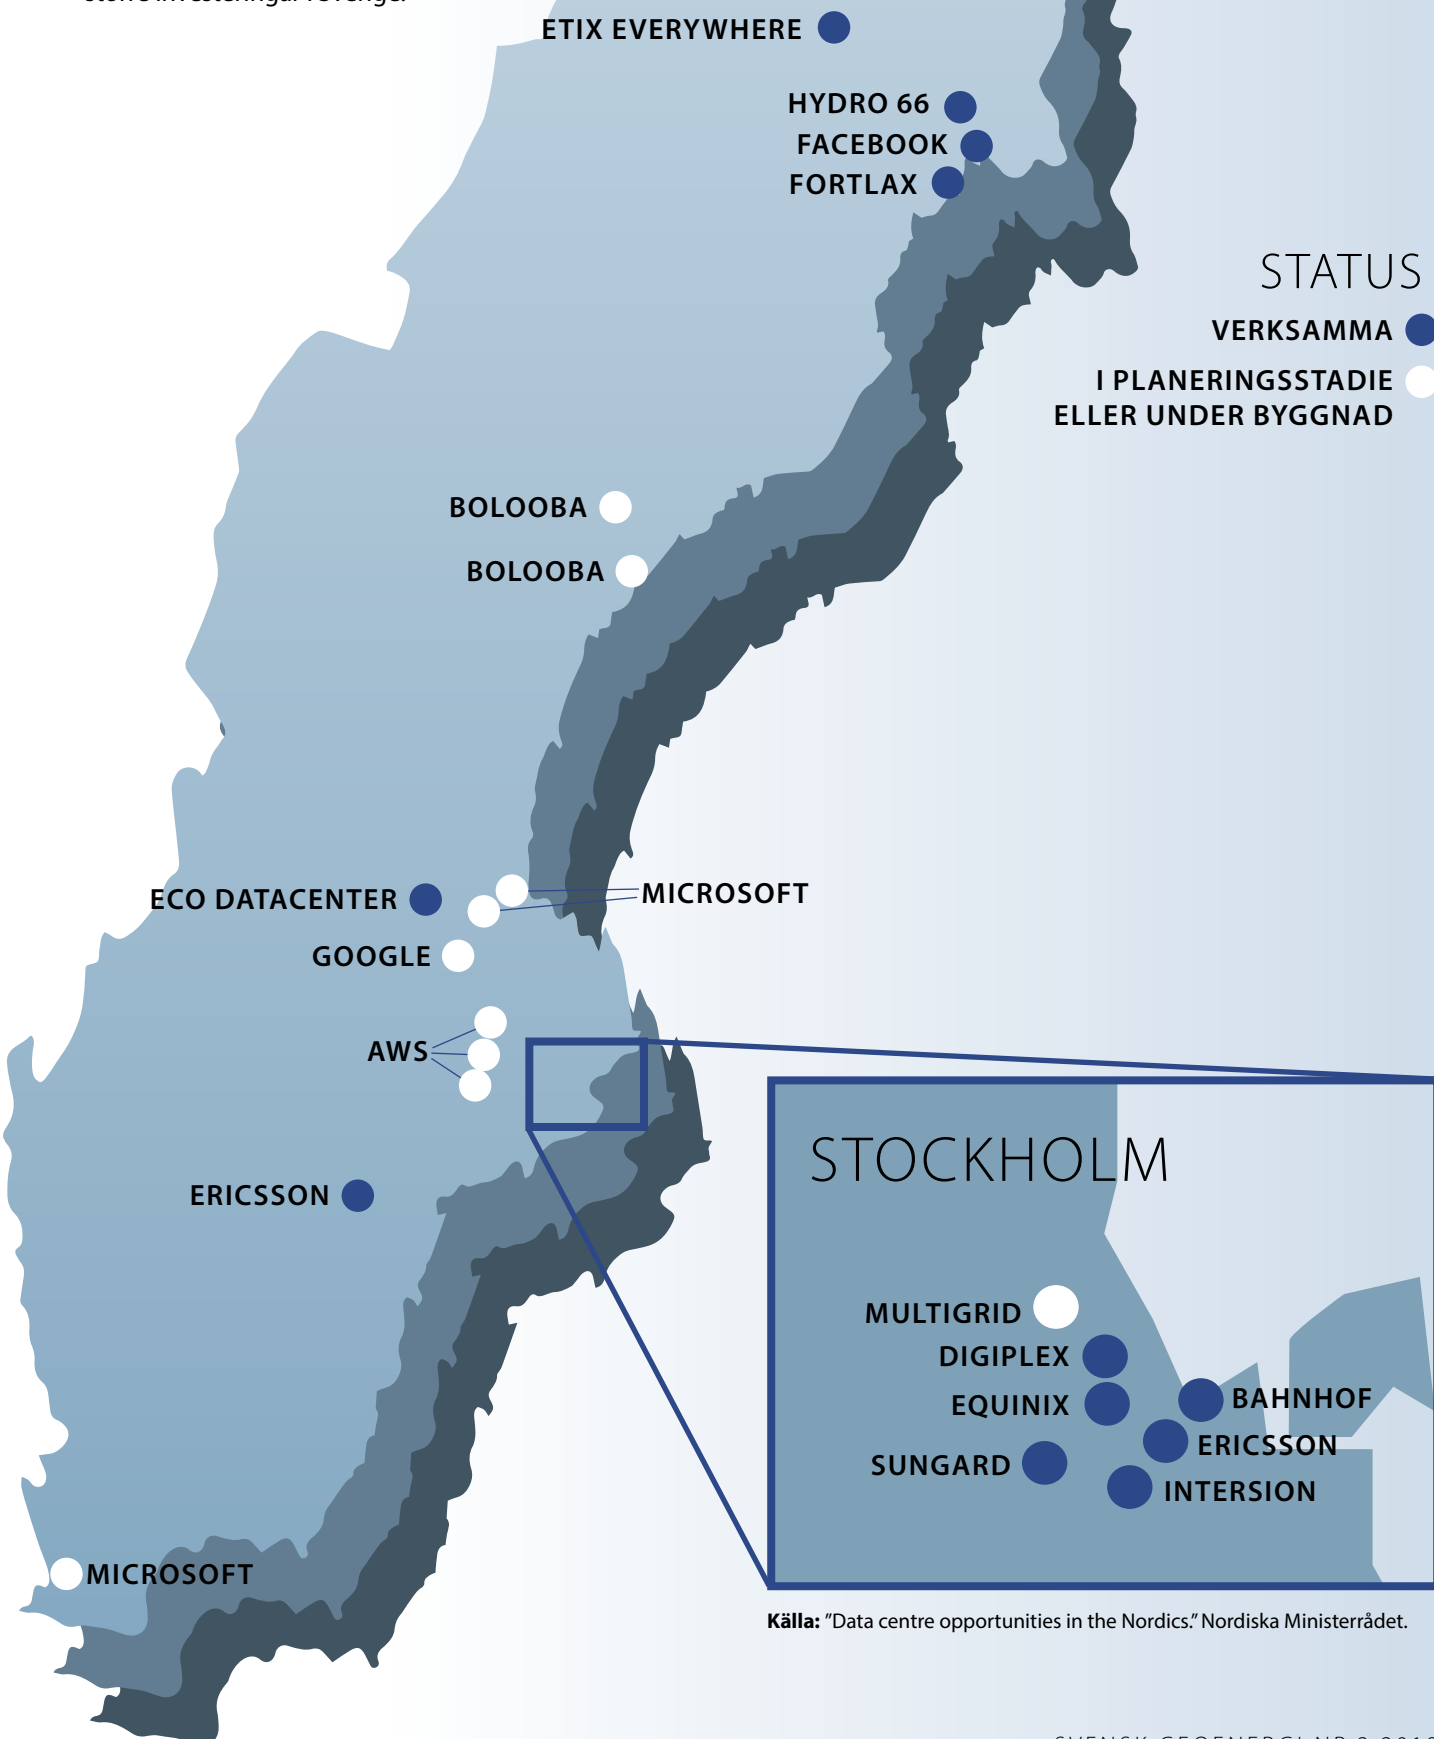 ETIX EVERYWHERE
HYDRO 66
FACEBOOK
FORTLAX
STATUS
VERKSAMMA
I PLANERINGSSTADIE
ELLER UNDER BYGGNAD
BOLOOBA
BOLOOBA
ECO DATACENTER
MICROSOFT
GOOGLE
AWS
ERICSSON
STOCKHOLM
MULTIGRID
DIGIPLEX
EQUINIX
BAHNHOF
ERICSSON
SUNGARD
INTERSION
MICROSOFT
Källa: ”Data centre opportunities in the Nordics.” Nordiska Ministerrådet.